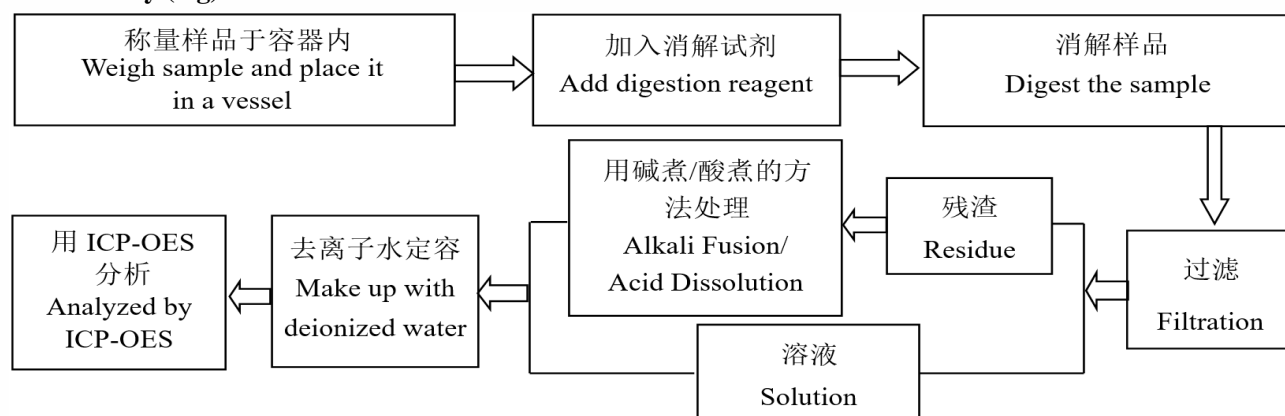 称量样品于容器内
Weigh sample and place it
in a vessel
加入消解试剂
Add digestion reagent
消解样品
Digest the sample
过滤
Filtration
残渣
Residue
溶液
Solution
用碱煮/酸煮的方
法处理
Alkali Fusion/
Acid Dissolution
去离子水定容
Make up with
deionized water
用 ICP-OES
分析
Analyzed by
ICP-OES